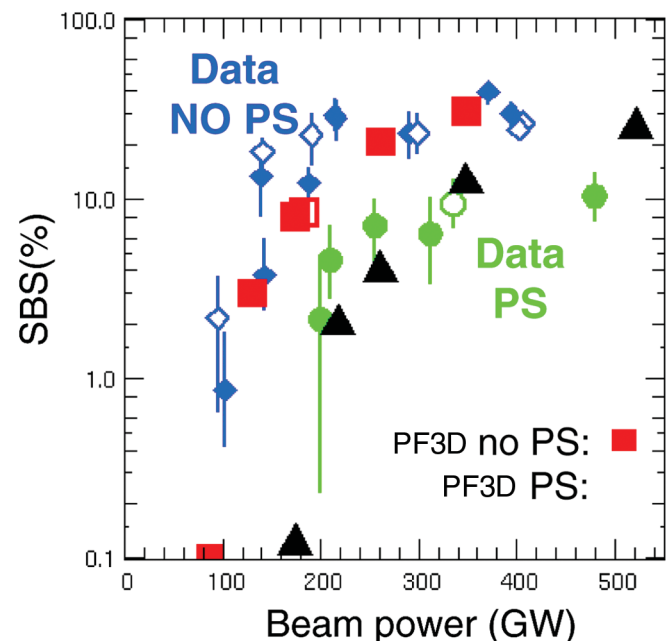 100.0
Data
NO PS
10.0
SBS(%)
Data
PS
1.0
PF3D no PS:
PF3D PS:
0.1
0 100 200 300 400 500
Beam power (GW)